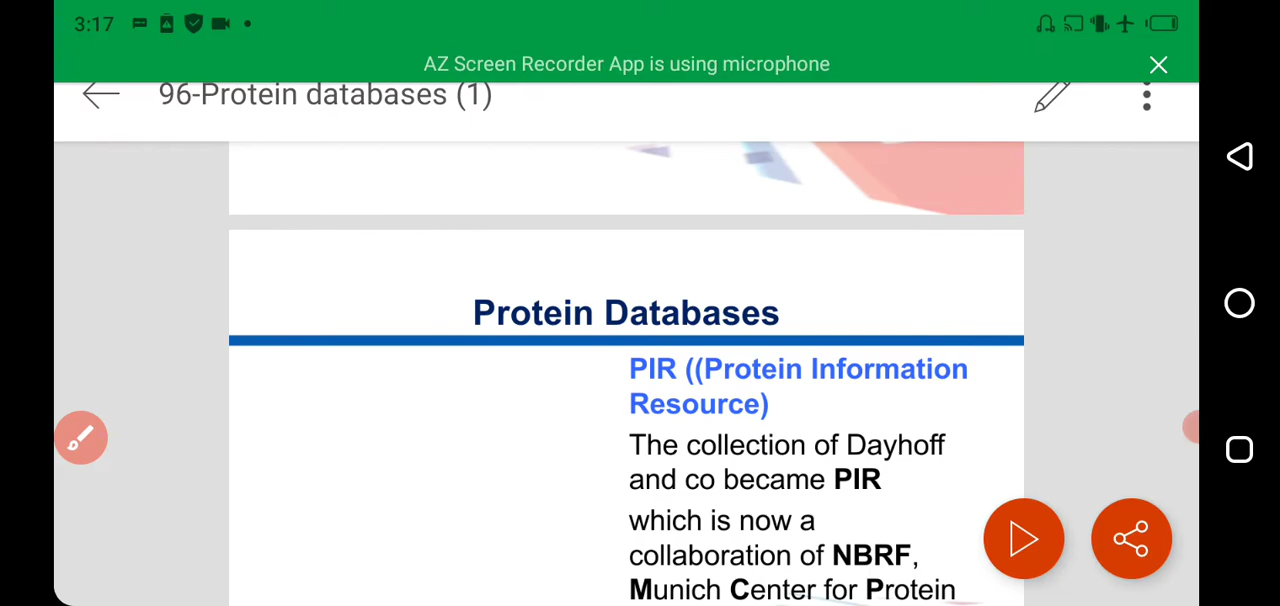 3:17
AZ Screen Recorder App is using microphone
96-Protein databases (1)
Protein Databases
PIR ((Protein Information
Resource)
The collection of Dayhoff
and co became PIR
which is now a
collaboration of NBRF,
Munich Center for Protein